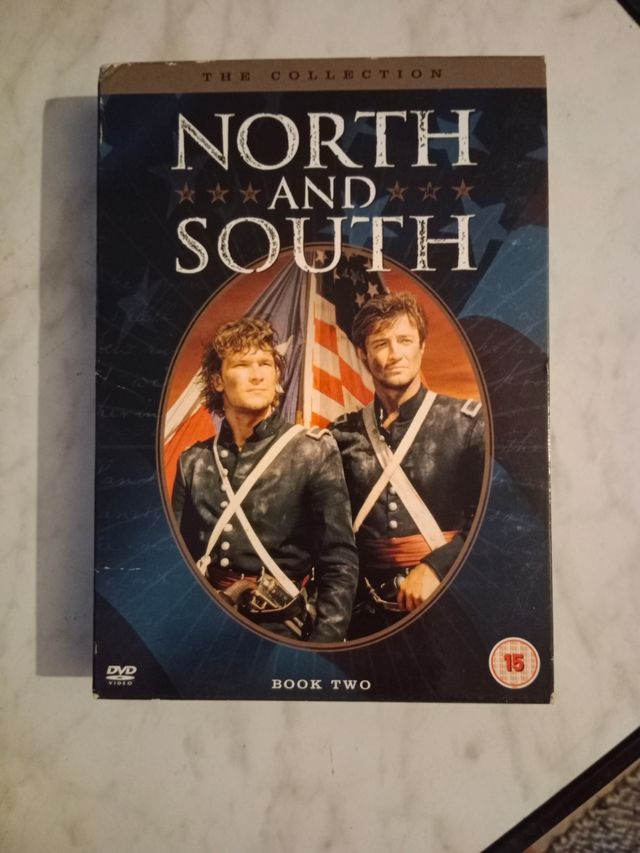 THE COLLECTION
NORTH
AND
SOUTH
BOOK TWO
DVD
VIDEO
15